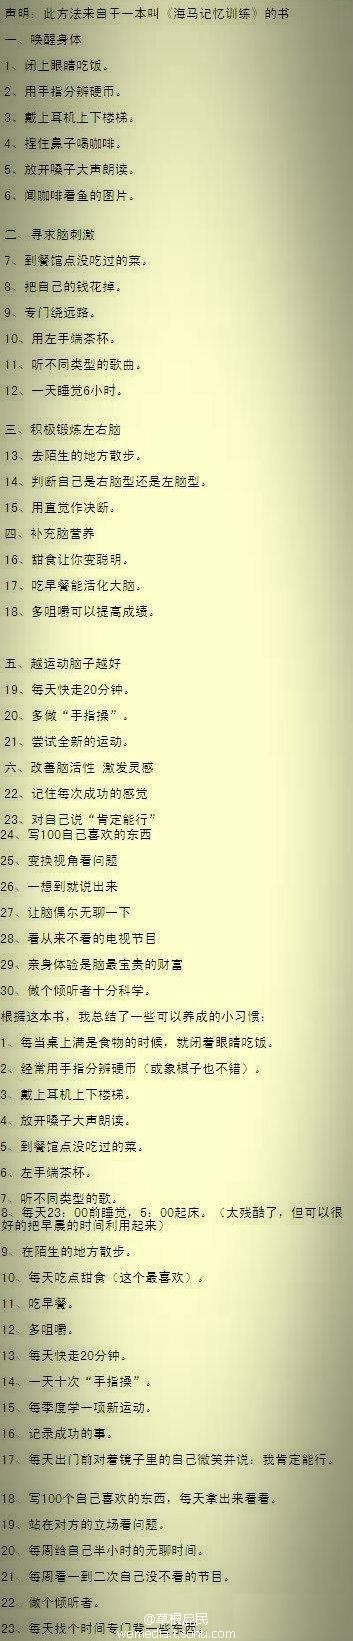 声明：此方法来自于一本叫《海马记忆训练》的书
一、唤醒身体
1、闭上眼睛吃饭。
2、用手指分辨硬币。
3、戴上耳机上下楼梯。
4、捏住鼻子喝咖啡。
5、放开嗓子大声朗读。
6、闻咖啡看鱼的图片。
二、寻求脑刺激
7、到餐馆点没吃过的菜。
8、把自己的钱花掉。
9、专门绕远路。
10、用左手端茶杯。
11、听不同类型的歌曲。
12、一天睡觉6小时。
三、积极锻炼左右脑
13、去陌生的地方散步。
14、判断自己是右脑型还是左脑型。
15、用直觉作决断。
四、补充脑营养
16、甜食让你变聪明。
17、吃早餐能活化大脑。
18、多咀嚼可以提高成绩。
五、越运动脑子越好
19、每天快走20分钟。
20、多做“手指操”。
21、尝试全新的运动。
六、改善脑活性 激发灵感
22、记住每次成功的感觉
23、对自己说“肯定能行”
24、写100自己喜欢的东西
25、变换视角看问题
26、一想到就说出来
27、让脑偶尔无聊一下
28、看从来不看的电视节目
29、亲身体验是脑最宝贵的财富
30、做个倾听者十分科学。
根据这本书，我总结了一些可以养成的小习惯：
1、每当桌上满是食物的时候，就闭着眼睛吃饭。
2、经常用手指分辨硬币（或象棋子也不错）。
3、戴上耳机上下楼梯。
4、放开嗓子大声朗读。
5、到餐馆点没吃过的菜。
6、左手端茶杯。
7、听不同类型的歌。
8、每天23：00前睡觉，5：00起床。（太残酷了，但可以很
好的把早晨的时间利用起来）
9、在陌生的地方散步。
10、每天吃点甜食（这个最喜欢）。
11、吃早餐。
12、多咀嚼。
13、每天快走20分钟。
14、一天十次“手指操”。
15、每季度学一项新运动。
16、记录成功的事。
17、每天出门前对着镜子里的自己微笑并说：我肯定能行。
18、写100个自己喜欢的东西，每天拿出来看看。
19、站在对方的立场看问题。
20、每周给自己半小时的无聊时间。
21、每周看一到二次自己没不看的节目。
22、做个倾听者。
@草根启民
23、每天找个时间专门背一些东西。